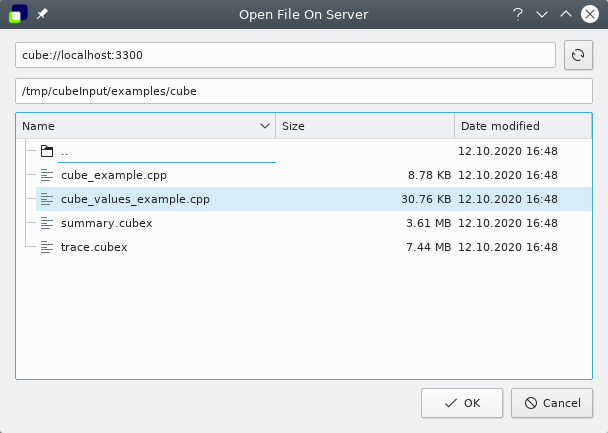 Open File On Server
cube://localhost:3300
/tmp/cubeInput/examples/cube
Name Size Date modified
.. 12.10.2020 16:48
cube_example.cpp 8.78 KB 12.10.2020 16:48
cube_values_example.cpp 30.76 KB 12.10.2020 16:48
summary.cubex 3.61 MB 12.10.2020 16:48
trace.cubex 7.44 MB 12.10.2020 16:48
OK Cancel